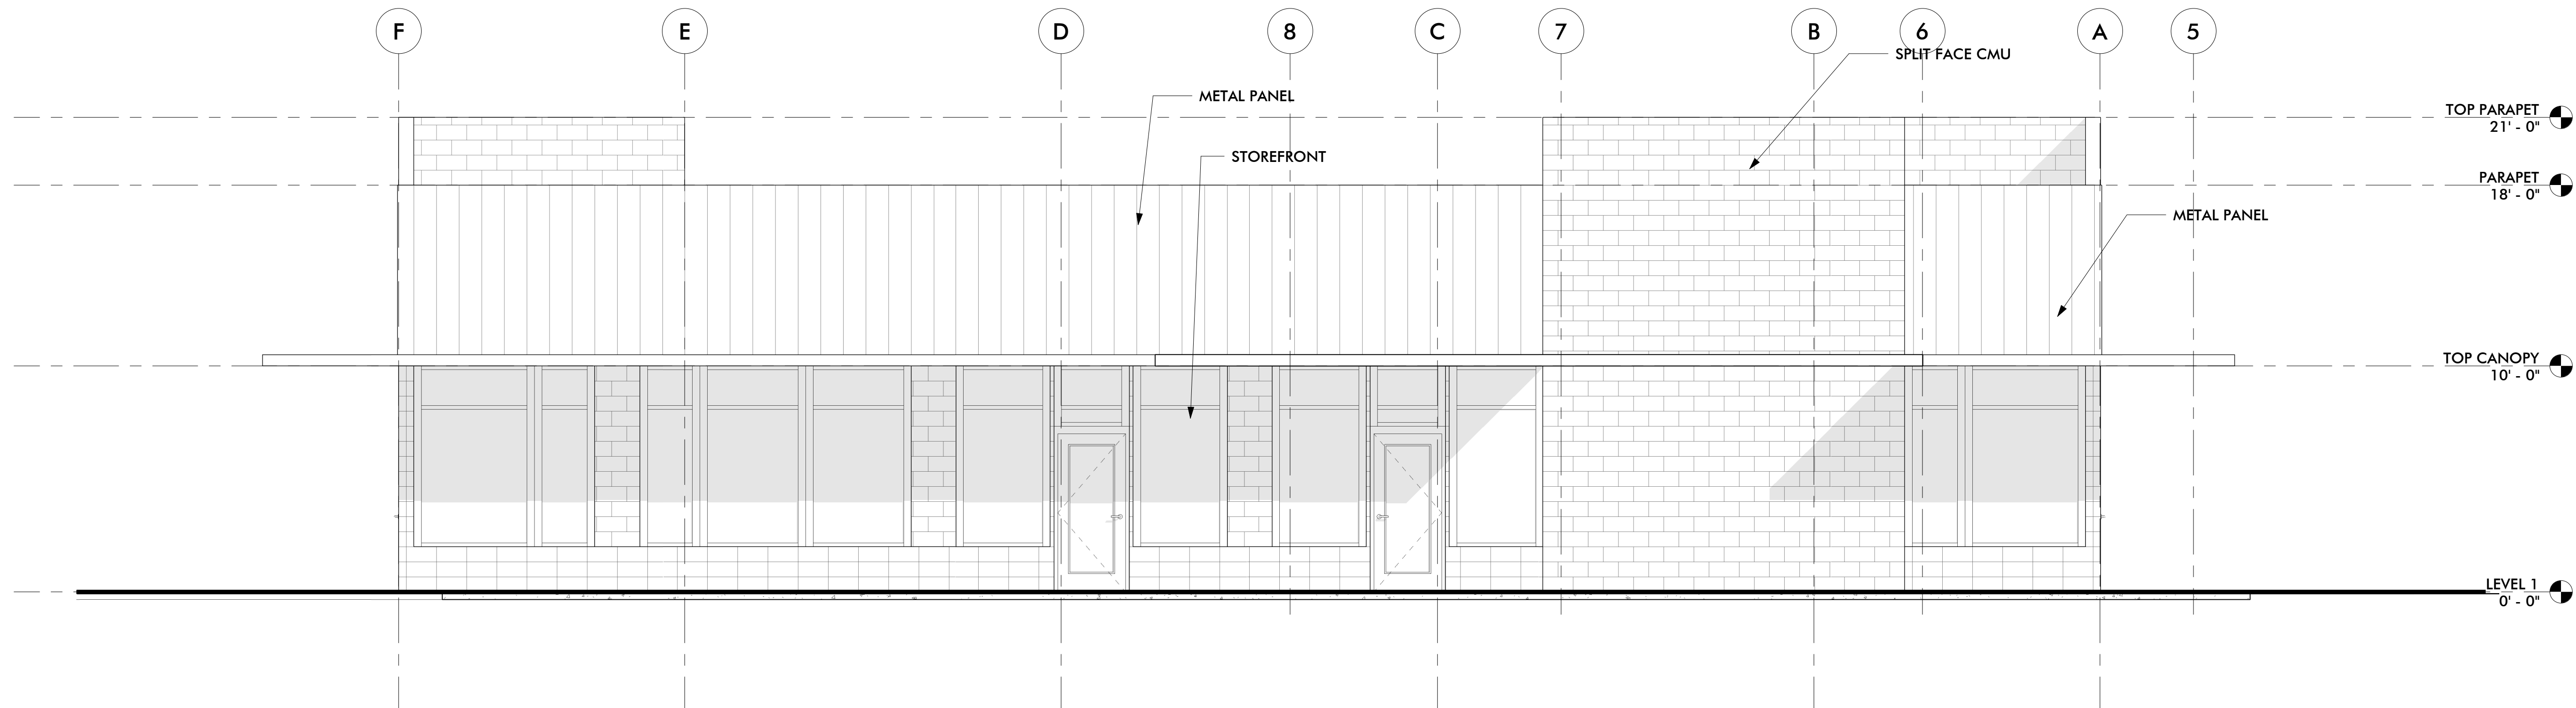 F E D 8 C 7 B 6 A 5
SPLIT FACE CMU
METAL PANEL
TOP PARAPET
21' - 0"
STOREFRONT
PARAPET
18' - 0"
METAL PANEL
TOP CANOPY
10' - 0"
LEVEL 1
0' - 0"